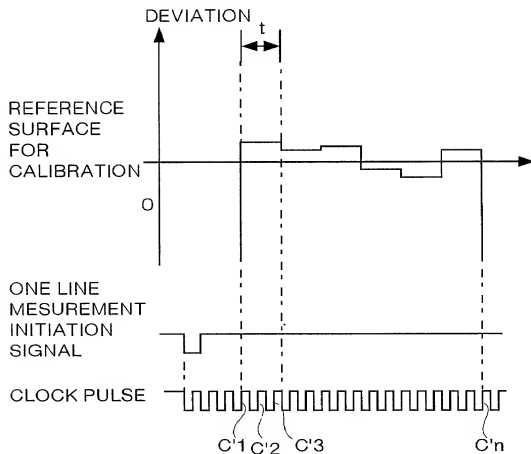 DEVIATION
t
REFERENCE
SURFACE
FOR
CALIBRATION
O
ONE LINE
MESUREMENT
INITIATION
SIGNAL
CLOCK PULSE
C'1 C'2 C'3 C'n